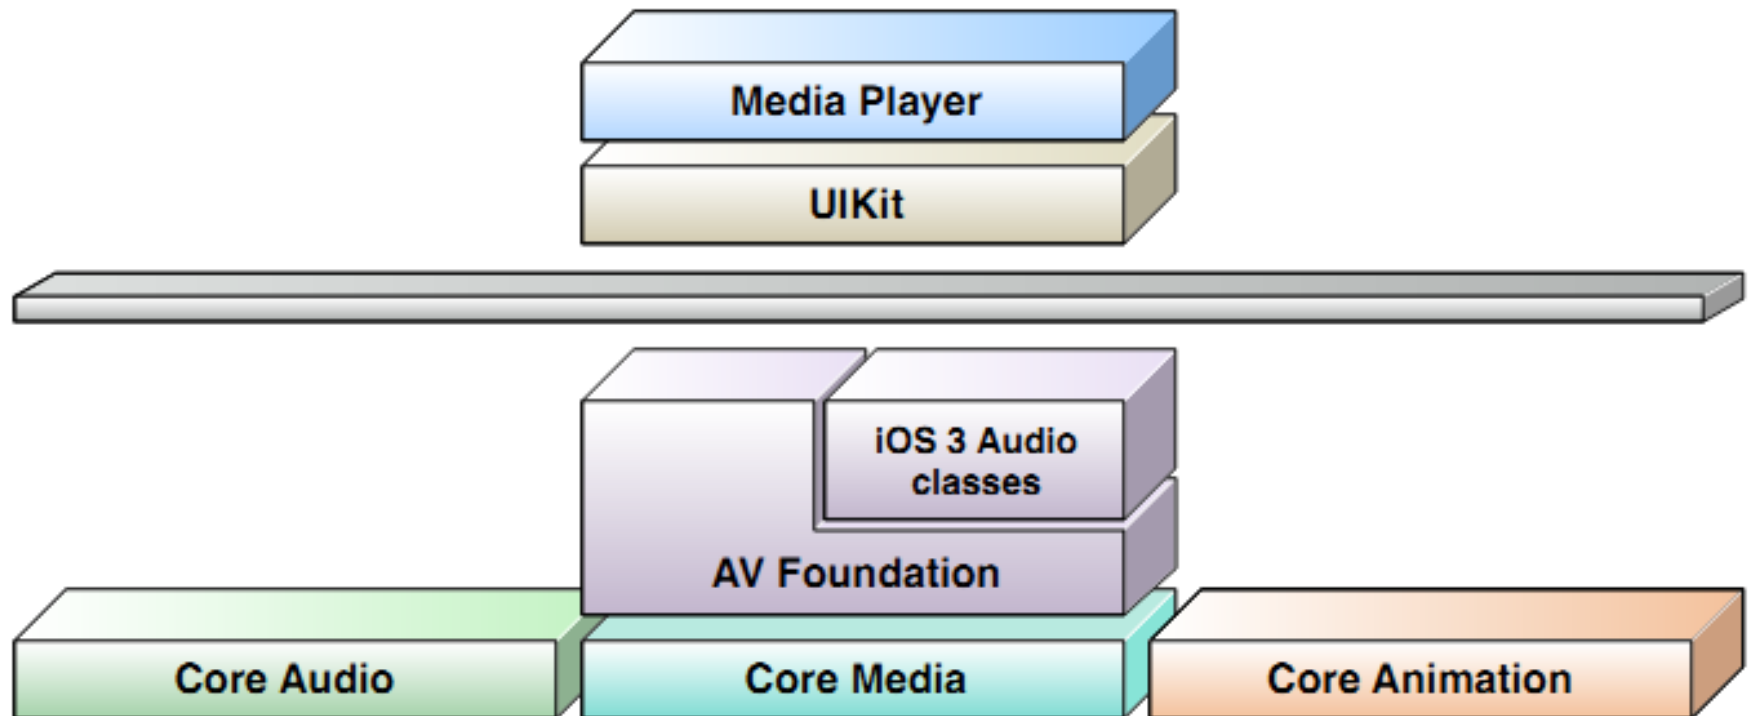 Media Player
UIKit
iOS 3 Audio
classes
AV Foundation
Core Audio
Core Media
Core Animation